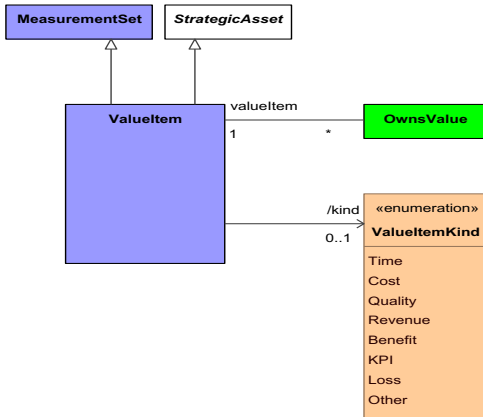 MeasurementSet
StrategicAsset
ValueItem
valueItem
1
*
OwnsValue
/kind
0..1
«enumeration»
ValueItemKind
Time
Cost
Quality
Revenue
Benefit
KPI
Loss
Other